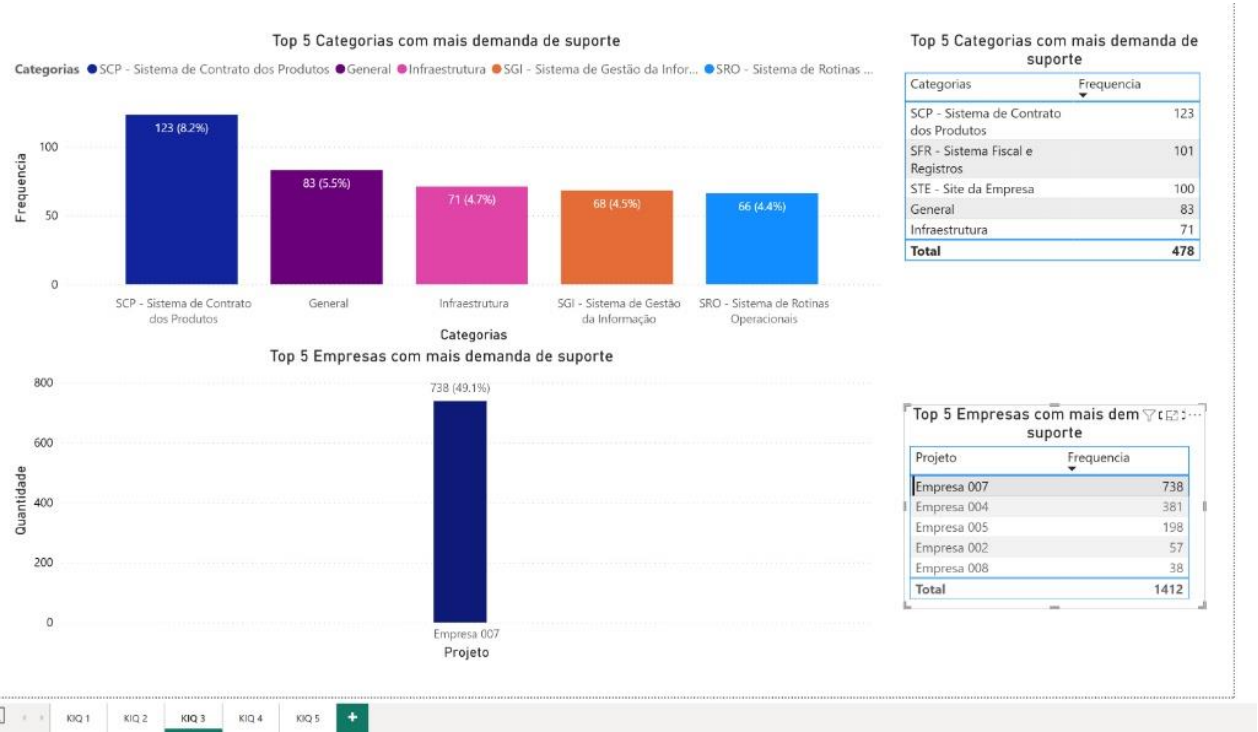 Top 5 Categorias com mais demanda de suporte
Categorias SCP - Sistema de Contrato dos Produtos General Infraestrutura SGI - Sistema de Gestão da Infor... SRO - Sistema de Rotinas ...
Frequencia
100
50
0
123 (8.2%)
83 (5.5%)
71 (4.7%)
68 (4.5%)
66 (4.4%)
SCP - Sistema de Contrato
dos Produtos
General
Infraestrutura
SGI - Sistema de Gestão
da Informação
SRO - Sistema de Rotinas
Operacionais
Categorias
Top 5 Categorias com mais demanda de
suporte
Categorias Frequencia
SCP - Sistema de Contrato 123
dos Produtos
SFR - Sistema Fiscal e 101
Registros
STE - Site da Empresa 100
General 83
Infraestrutura 71
Total 478
Top 5 Empresas com mais demanda de suporte
Quantidade
800
600
400
200
0
738 (49.1%)
Empresa 007
Projeto
Top 5 Empresas com mais dem
suporte
Projeto Frequencia
Empresa 007 738
Empresa 004 381
Empresa 005 198
Empresa 002 57
Empresa 008 38
Total 1412
KIQ 1 KIQ 2 KIQ 3 KIQ 4 KIQ 5 +